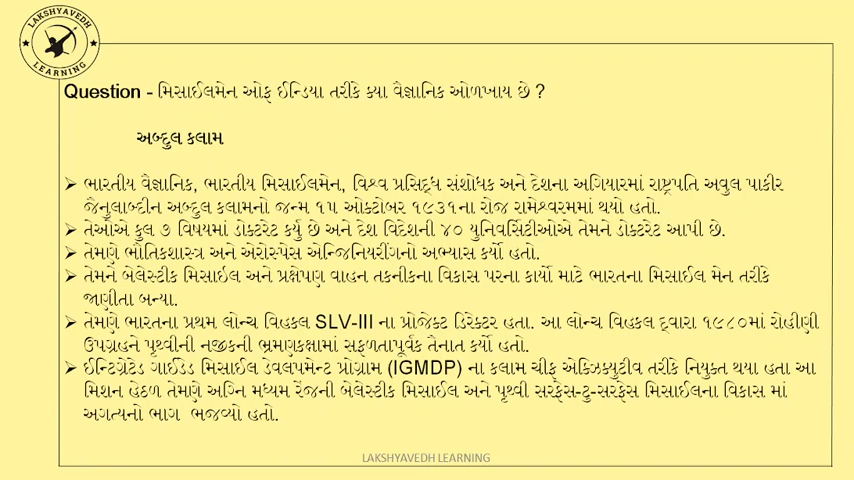 LAKSHYAVEDH
LEARNING
Question - મિસાઈલમેન ઓફ ઈન્ડિયા તરીકે ક્યા વૈજ્ઞાનિક ઓળખાય છે ?
અબ્દુલ કલામ
➢ ભારતીય વૈજ્ઞાનિક, ભારતીય મિસાઈલમેન, વિશ્વ પ્રસિદ્ધ સંશોધક અને દેશના અગિયારમાં રાષ્ટ્રપતિ અવુલ પાકીર
જૈનુલાબ્દીન અબ્દુલ કલામનો જન્મ ૧૫ ઓક્ટોબર ૧૯૩૧ના રોજ રામેશ્વરમમાં થયો હતો.
➢ તેઓએ કુલ ૭ વિષયમાં ડોક્ટરેટ કર્યું છે અને દેશ વિદેશની ૪૦ યુનિવર્સિટીઓએ તેમને ડોક્ટરેટ આપી છે.
➢ તેમણે ભૌતિકશાસ્ત્ર અને એરોસ્પેસ એન્જિનિયરીંગનો અભ્યાસ કર્યો હતો.
➢ તેમને બેલેસ્ટીક મિસાઈલ અને પ્રક્ષેપણ વાહન તકનીકના વિકાસ પરના કાર્યો માટે ભારતના મિસાઈલ મેન તરીકે
જાણીતા બન્યા.
➢ તેમણે ભારતના પ્રથમ લોન્ચ વિહકલ SLV-III ના પ્રોજેક્ટ ડિરેક્ટર હતા. આ લોન્ચ વિહકલ દ્વારા ૧૯૮૦માં રોહીણી
ઉપગ્રહને પૃથ્વીની નજીકની ભ્રમણકક્ષામાં સફળતાપૂર્વક તૈનાત કર્યો હતો.
➢ ઈન્ટિગ્રેટેડ ગાઈડેડ મિસાઈલ ડેવલપમેન્ટ પ્રોગ્રામ (IGMDP) ના કલામ ચીફ એક્ઝિક્યુટીવ તરીકે નિયુક્ત થયા હતા આ
મિશન હેઠળ તેમણે અગ્નિ મધ્યમ રેંજની બેલેસ્ટીક મિસાઈલ અને પૃથ્વી સરફેસ-ટુ-સરફેસ મિસાઈલના વિકાસ માં
અગત્યનો ભાગ ભજવ્યો હતો.
LAKSHYAVEDH LEARNING